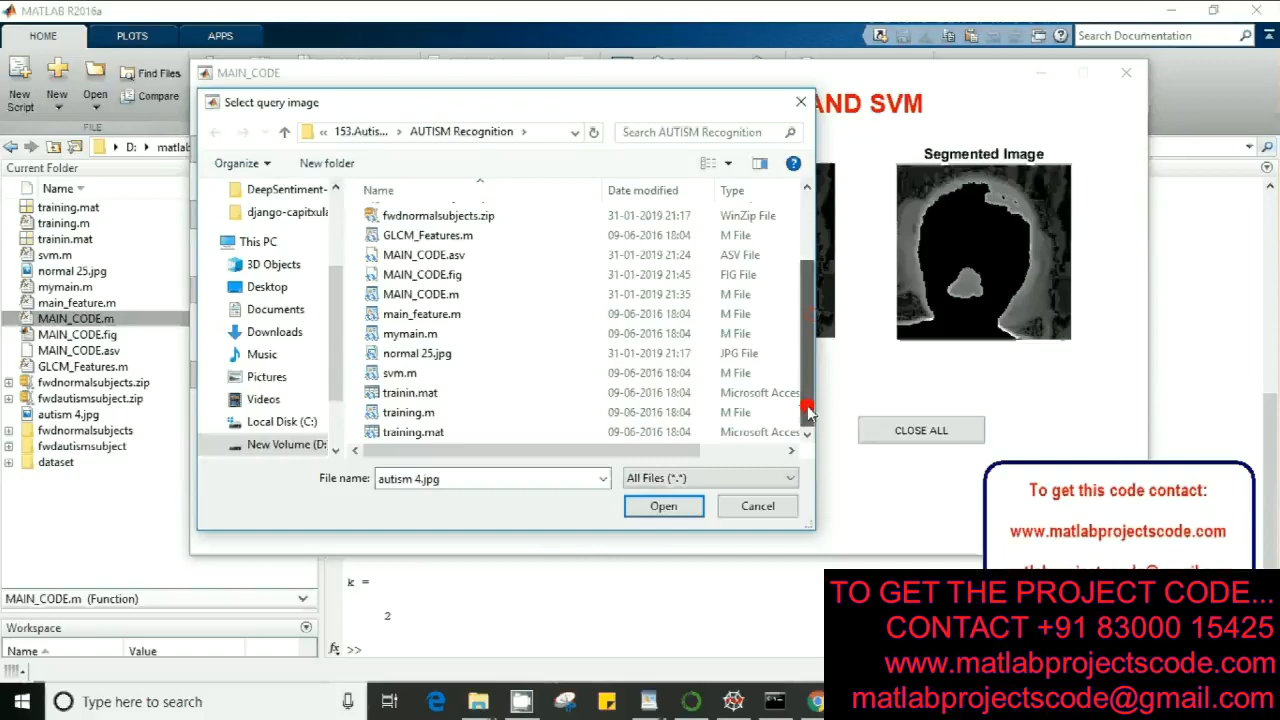 MATLAB R2016a
HOME
PLOTS
APPS
Search Documentation
New Script
New
Open
Find Files
Compare
FILE
D:
matlab
Current Folder
Name
training.mat
training.m
trainin.mat
svm.m
normal 25.jpg
mymain.m
main_feature.m
MAIN_CODE.m
MAIN_CODE.fig
MAIN_CODE.asv
GLCM_Features.m
fwdnormalsubjects.zip
fwdautismsubject.zip
autism 4.jpg
fwdnormalsubjects
fwdautismsubject
dataset
MAIN_CODE.m (Function)
Workspace
Name
Value
MAIN_CODE
AND SVM
Segmented Image
CLOSE ALL
Select query image
« 153.Autis... > AUTISM Recognition >
Search AUTISM Recognition
Organize
New folder
DeepSentiment-
django-capitxula
This PC
3D Objects
Desktop
Documents
Downloads
Music
Pictures
Videos
Local Disk (C:)
New Volume (D:
Name Date modified Type
fwdnormalsubjects.zip 31-01-2019 21:17 WinZip File
GLCM_Features.m 09-06-2016 18:04 M File
MAIN_CODE.asv 31-01-2019 21:24 ASV File
MAIN_CODE.fig 31-01-2019 21:45 FIG File
MAIN_CODE.m 31-01-2019 21:35 M File
main_feature.m 09-06-2016 18:04 M File
mymain.m 09-06-2016 18:04 M File
normal 25.jpg 31-01-2019 21:17 JPG File
svm.m 09-06-2016 18:04 M File
trainin.mat 09-06-2016 18:04 Microsoft Acces
training.m 09-06-2016 18:04 M File
training.mat 09-06-2016 18:04 Microsoft Acces
File name: autism 4.jpg
All Files (*.*)
Open
Cancel
k =
2
fx >>
To get this code contact:
www.matlabprojectscode.com
TO GET THE PROJECT CODE...
CONTACT +91 83000 15425
www.matlabprojectscode.com
matlabprojectscode@gmail.com
Type here to search